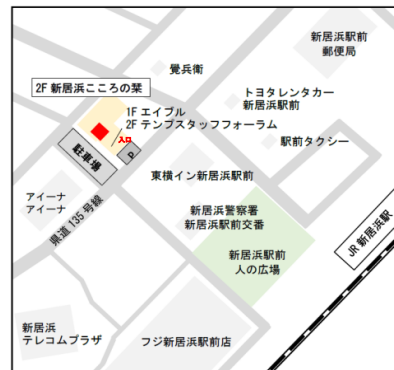 新居浜駅前
郵便局
覺兵衛
2F 新居浜こころの栞
トヨタレンタカー
新居浜駅前
1F エイブル
2F テンプスタッフフォーラム
入口
駅前タクシー
駐車場
P
東横イン新居浜駅前
アイーナ
アイーナ
県道135号線
新居浜警察署
新居浜駅前交番
JR 新居浜駅
新居浜駅前
人の広場
新居浜
テレコムプラザ
フジ新居浜駅前店